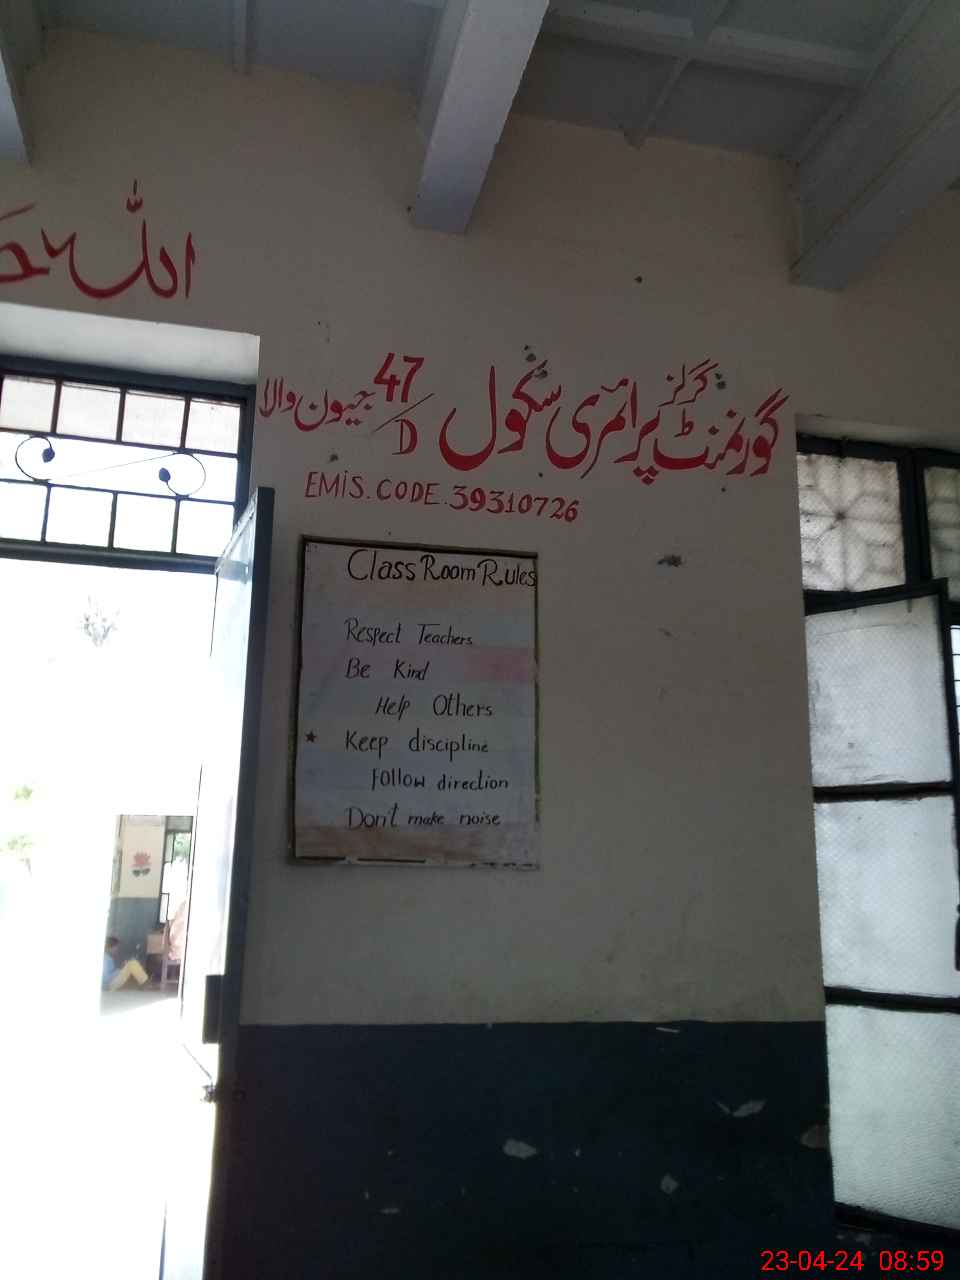 اللہ
گورنمنٹ گرلز پرائمری سکول 47/D جیون والا
EMIS.CODE.39310726
Class Room Rules
Respect Teachers
Be Kind
Help Others
Keep discipline
Follow direction
Don't make noise
23-04-24 08:59